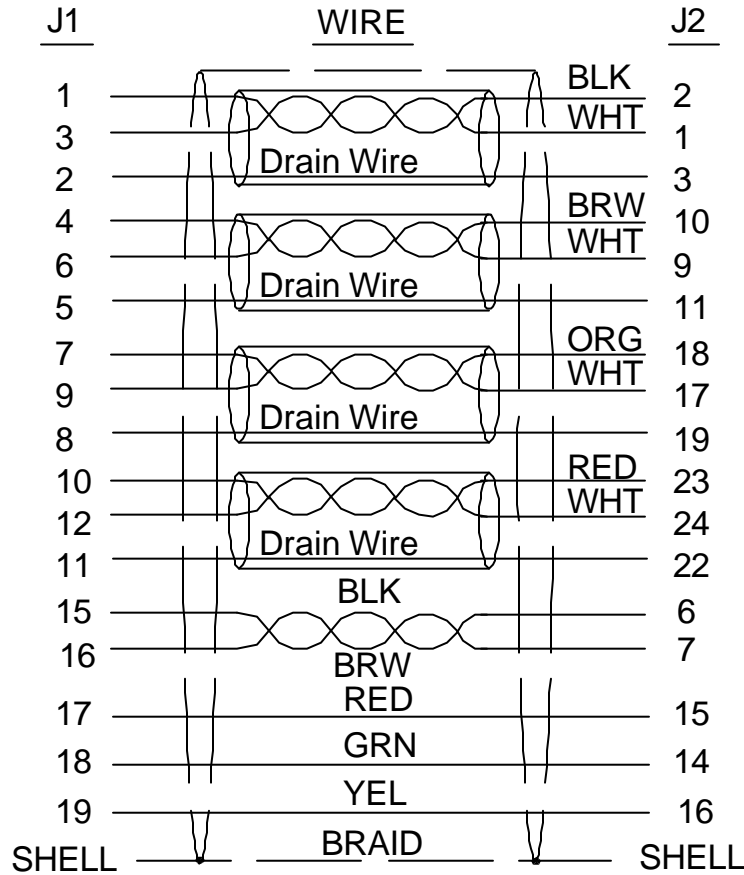 J1 WIRE J2
BLK
1 2
WHT
3 1
Drain Wire
2 3
BRW
4 10
WHT
6 9
Drain Wire
5 11
ORG
7 18
WHT
9 17
Drain Wire
8 19
RED
10 23
WHT
12 24
Drain Wire
11 22
BLK
15 6
16 7
BRW
RED
17 15
GRN
18 14
YEL
19 16
BRAID
SHELL SHELL